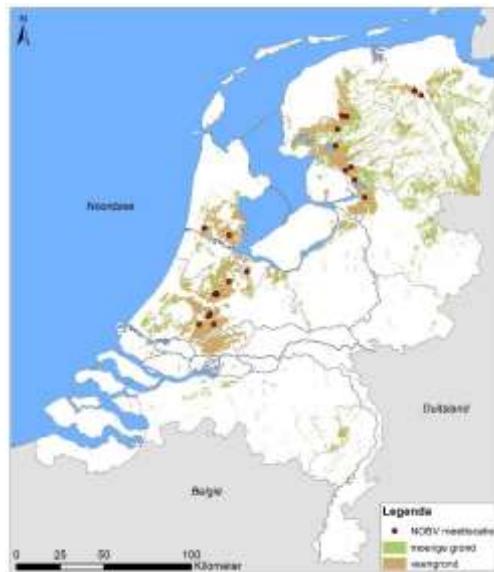 N
Noordzee
Duitsland
België
Legenda
NOBV meetlocatie
moerige grond
veengrond
0 25 50 100
Kilometer